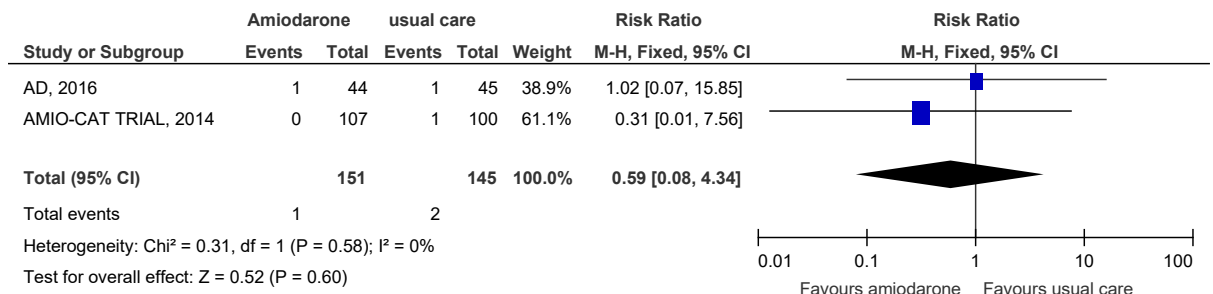 Amiodarone usual care Risk Ratio Risk Ratio
Study or Subgroup Events Total Events Total Weight M-H, Fixed, 95% CI M-H, Fixed, 95% CI
AD, 2016 1 44 1 45 38.9% 1.02 [0.07, 15.85]
AMIO-CAT TRIAL, 2014 0 107 1 100 61.1% 0.31 [0.01, 7.56]
Total (95% CI) 151 145 100.0% 0.59 [0.08, 4.34]
Total events 1 2
Heterogeneity: Chi² = 0.31, df = 1 (P = 0.58); I² = 0%
Test for overall effect: Z = 0.52 (P = 0.60)
0.01 0.1 1 10 100
Favours amiodarone Favours usual care